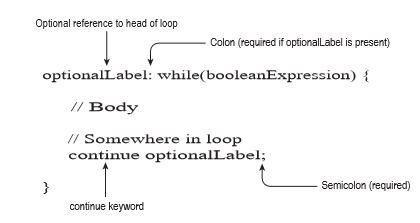 Optional reference to head of loop
Colon (required if optionalLabel is present)
optionalLabel: while(booleanExpression) {
// Body
// Somewhere in loop
continue optionalLabel;
}
Semicolon (required)
continue keyword